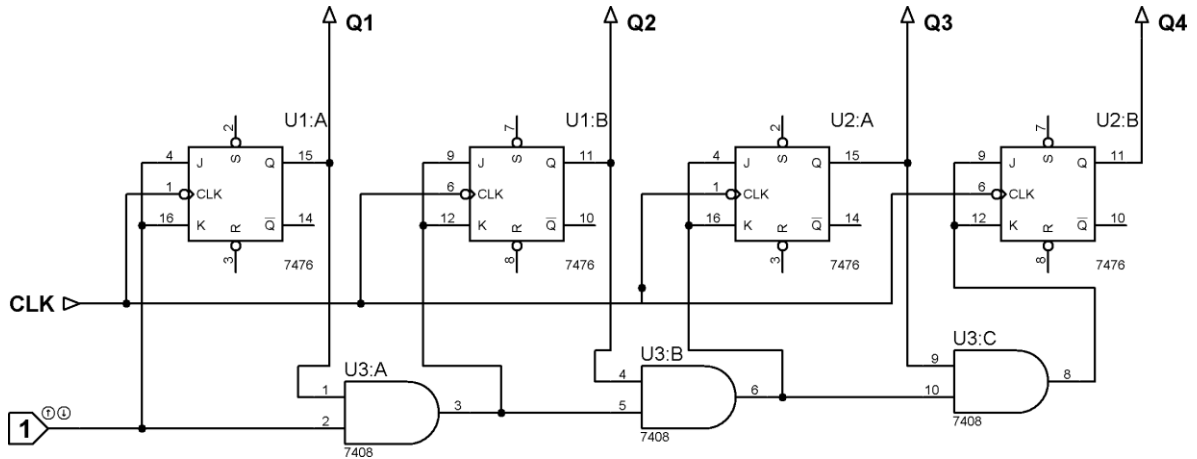 Q1 Q2 Q3 Q4
U1:A U1:B U2:A U2:B
2 7 2 7
4 J S Q 15 9 J S Q 11 4 J S Q 15 9 J S Q 11
1 CLK 6 CLK 1 CLK 6 CLK
16 K R Q 14 12 K R Q 10 16 K R Q 14 12 K R Q 10
3 8 3 8
7476 7476 7476 7476
CLK
U3:A U3:B U3:C
1 2 3 4 5 6 9 10 8
1
7408 7408 7408